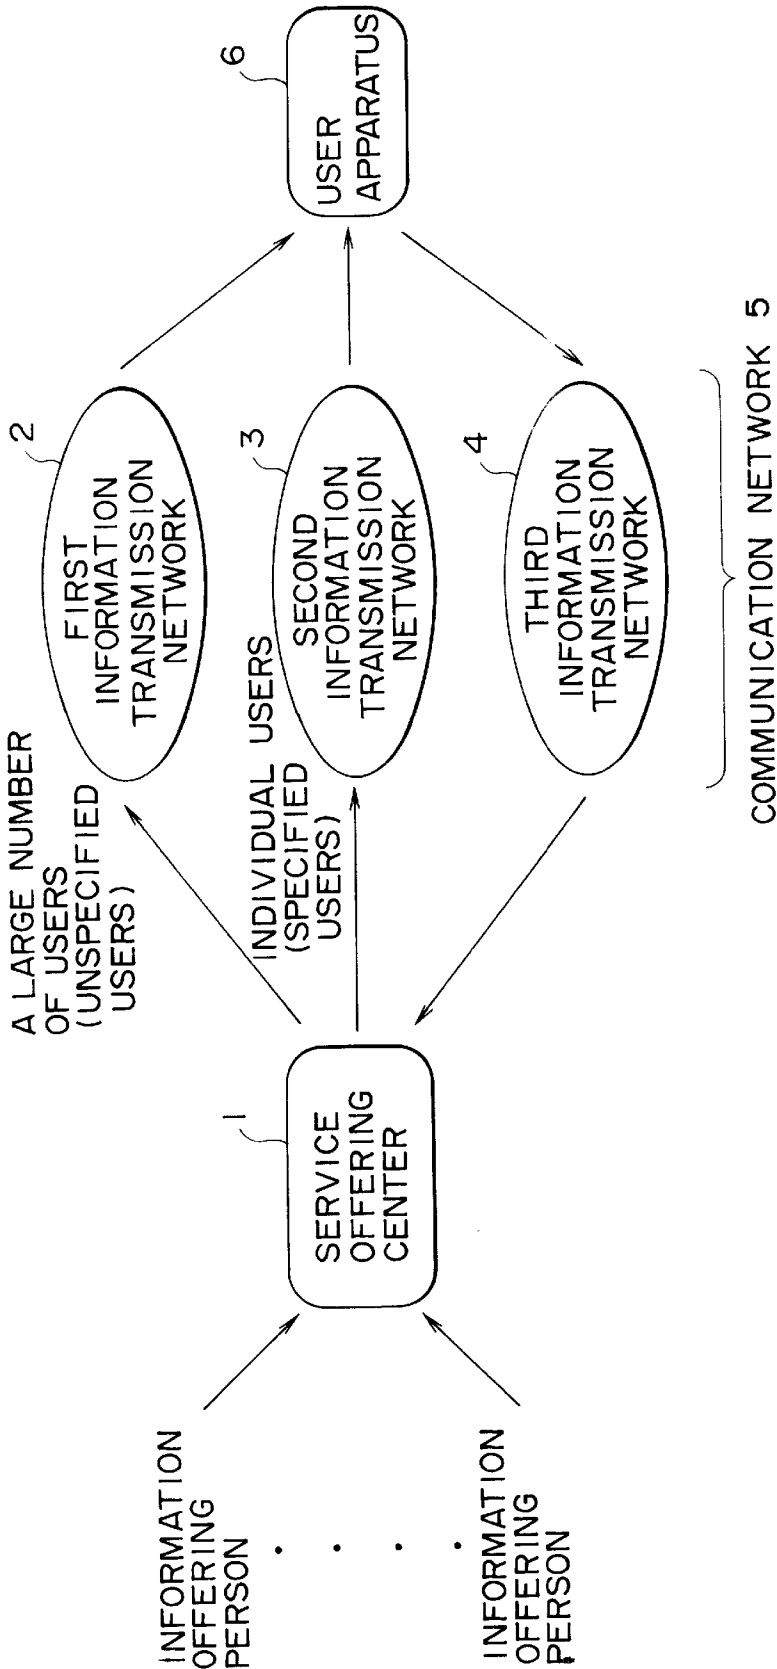 INFORMATION
OFFERING
PERSON
INFORMATION
OFFERING
PERSON
1
SERVICE
OFFERING
CENTER
A LARGE NUMBER
OF USERS
(UNSPECIFIED
USERS)
INDIVIDUAL USERS
(SPECIFIED
USERS)
2
FIRST
INFORMATION
TRANSMISSION
NETWORK
3
SECOND
INFORMATION
TRANSMISSION
NETWORK
4
THIRD
INFORMATION
TRANSMISSION
NETWORK
COMMUNICATION NETWORK 5
6
USER
APPARATUS